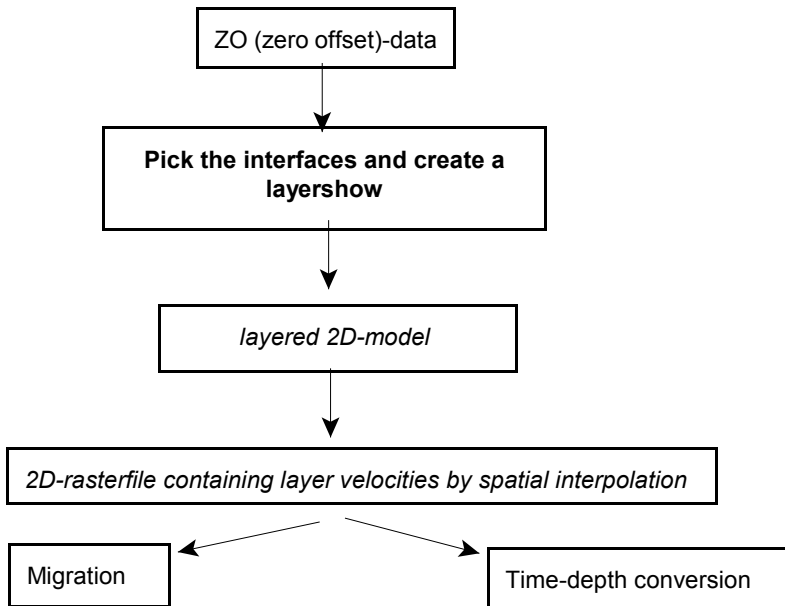 ZO (zero offset)-data
Pick the interfaces and create a
layershow
layered 2D-model
2D-rasterfile containing layer velocities by spatial interpolation
Migration
Time-depth conversion